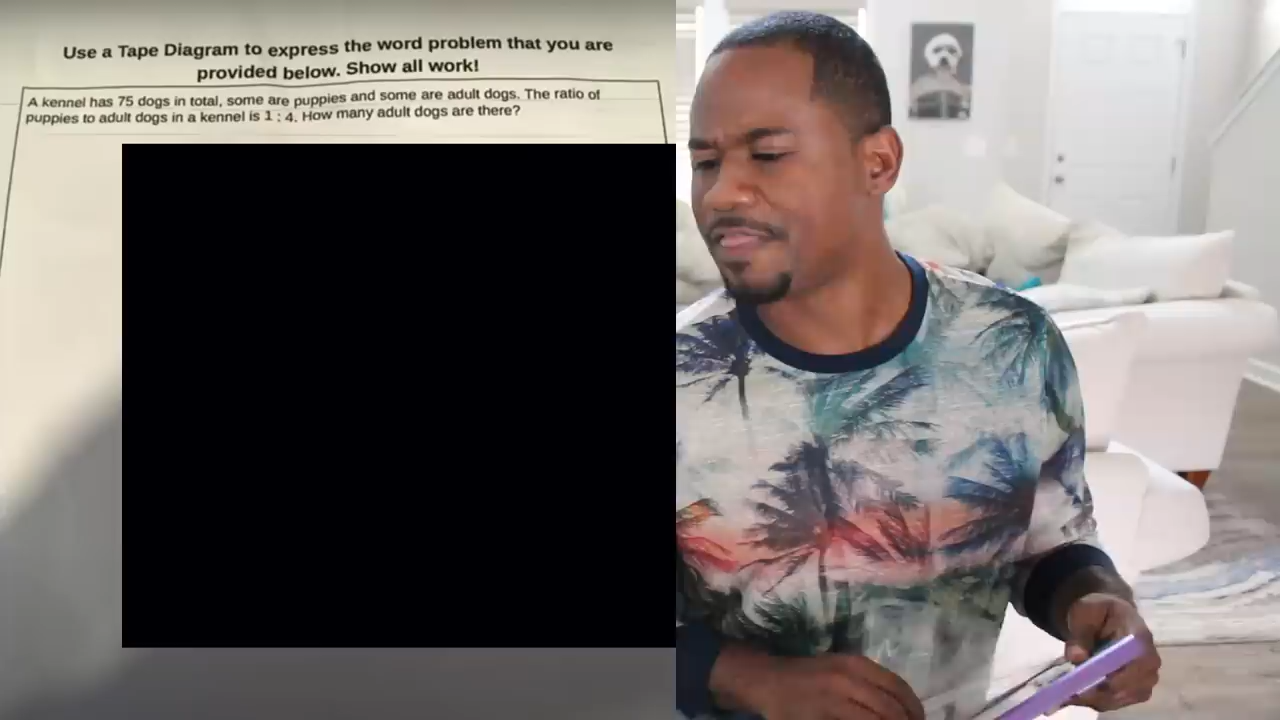 Use a Tape Diagram to express the word problem that you are
provided below. Show all work!
A kennel has 75 dogs in total, some are puppies and some are adult dogs. The ratio of
puppies to adult dogs in a kennel is 1 : 4. How many adult dogs are there?